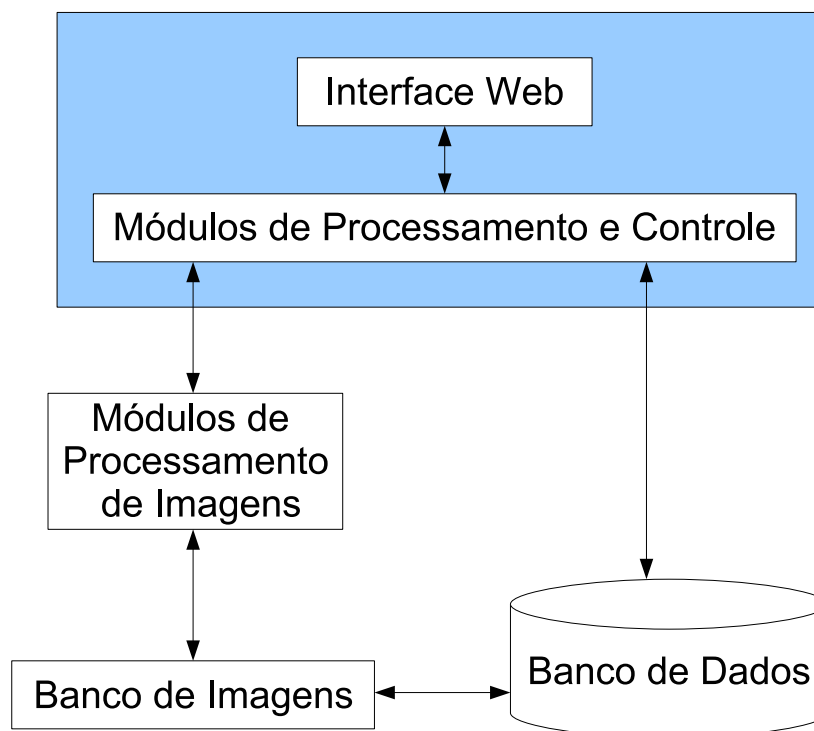 Interface Web
Módulos de Processamento e Controle
Módulos de
Processamento
de Imagens
Banco de Imagens
Banco de Dados